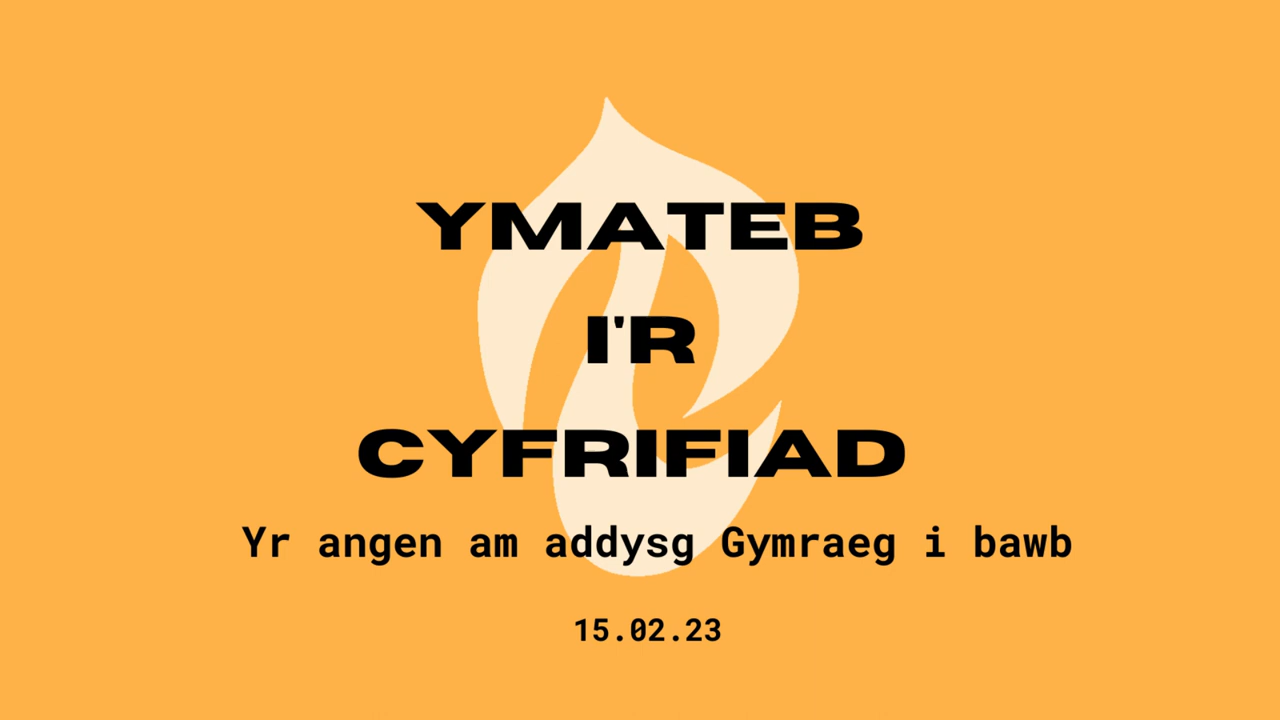 YMATEB
I'R
CYFRIFIAD
Yr angen am addysg Gymraeg i bawb
15.02.23